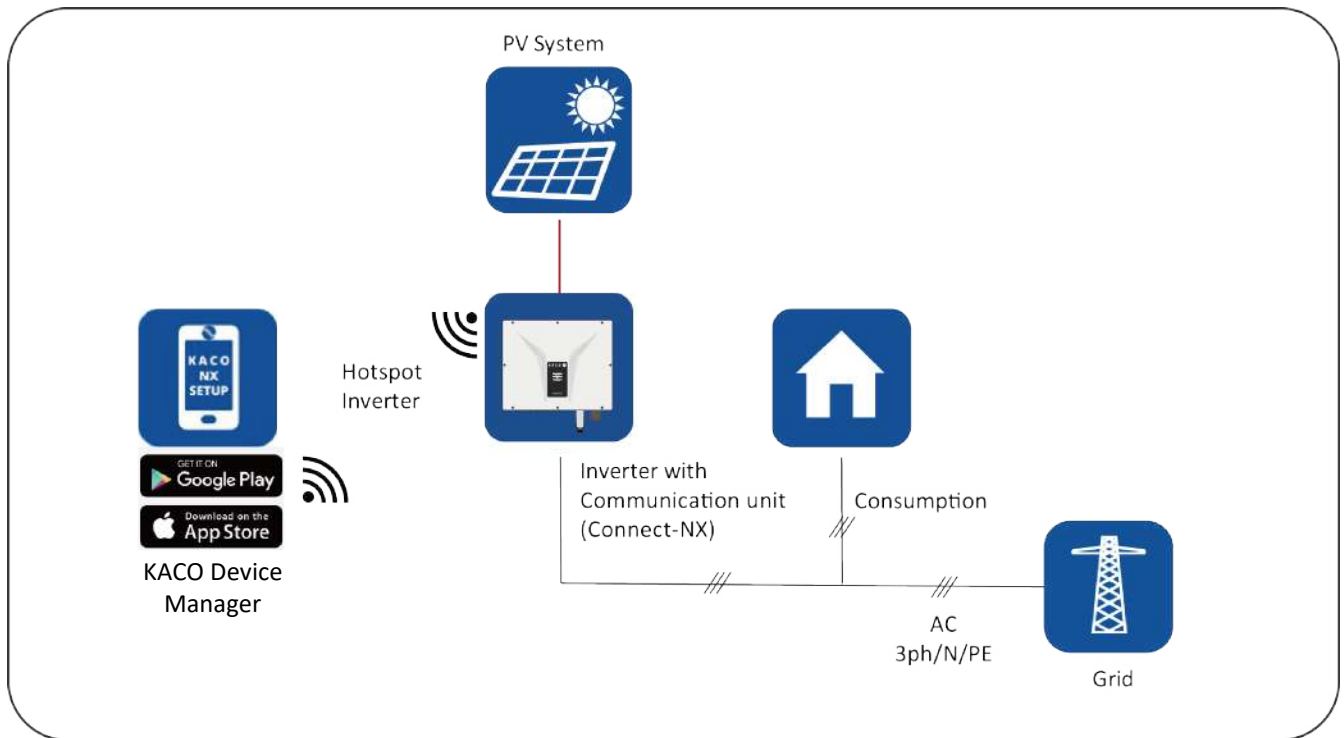 PV System
Hotspot
Inverter
KACO
NX
SETUP
GET IT ON
Google Play
Download on the
App Store
KACO Device
Manager
Inverter with
Communication unit
(Connect-NX)
Consumption
AC
3ph/N/PE
Grid